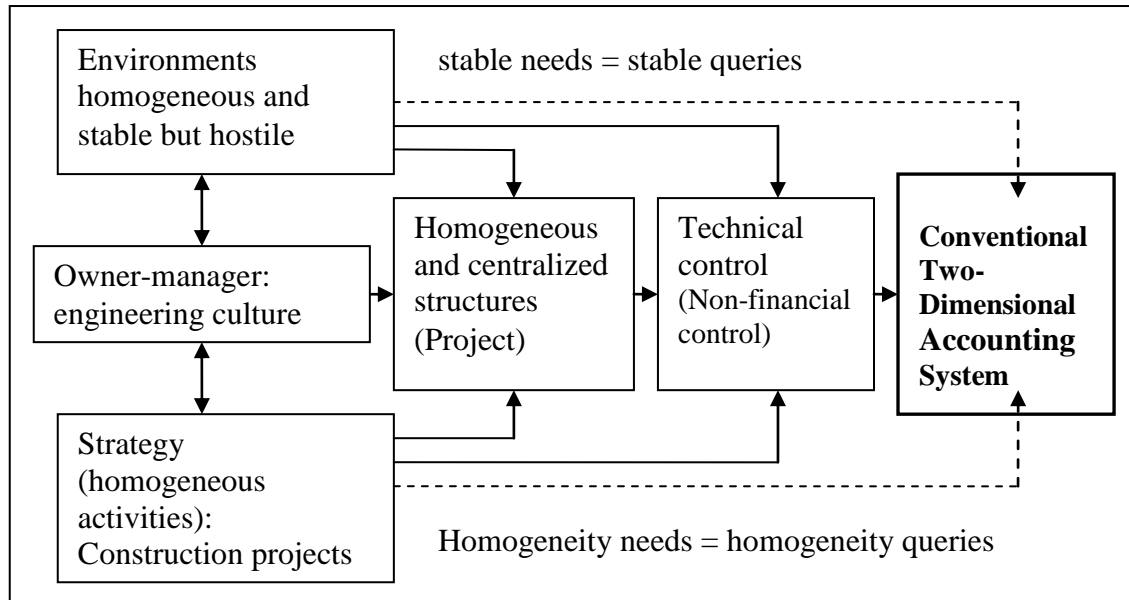 Environments
homogeneous and
stable but hostile
stable needs = stable queries
Owner-manager:
engineering culture
Homogeneous
and centralized
structures
(Project)
Technical
control
(Non-financial
control)
Conventional
Two-
Dimensional
Accounting
System
Strategy
(homogeneous
activities):
Construction projects
Homogeneity needs = homogeneity queries